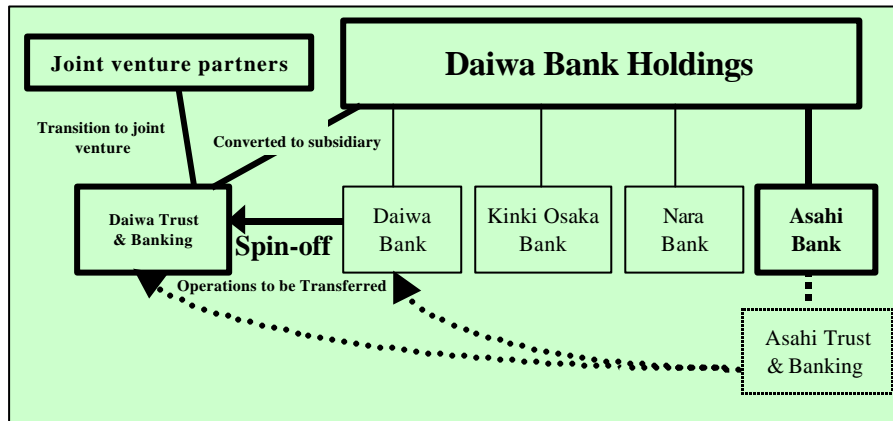 Joint venture partners
Daiwa Bank Holdings
Transition to joint
venture
Converted to subsidiary
Daiwa Trust
& Banking
Spin-off
Daiwa
Bank
Kinki Osaka
Bank
Nara
Bank
Asahi
Bank
Operations to be Transferred
Asahi Trust
& Banking